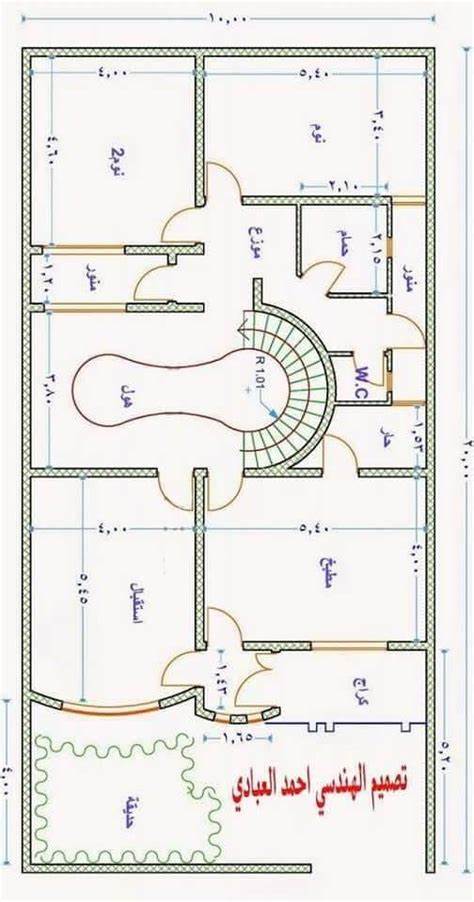 ١٠,٠٠
٤,٠٠
٥,٤٠
٤,٦٠
نوم2
نوم
٣,٤٠
٢,١٠
حمام
٢,١٥
موزع
منور
١,٢٠
منور
R 1.01
W.C
هول
٣,٨٠
حار
١,٥٣
٤,٠٠
٥,٤٠
٢٠,٠٠
٥,٤٥
استقبال
مطبخ
٤,٠٠
١,٤٣
كراج
١,٦٥
٥,٢٠
٤,٠٠
حديقة
تصميم الهندسي احمد العبادي